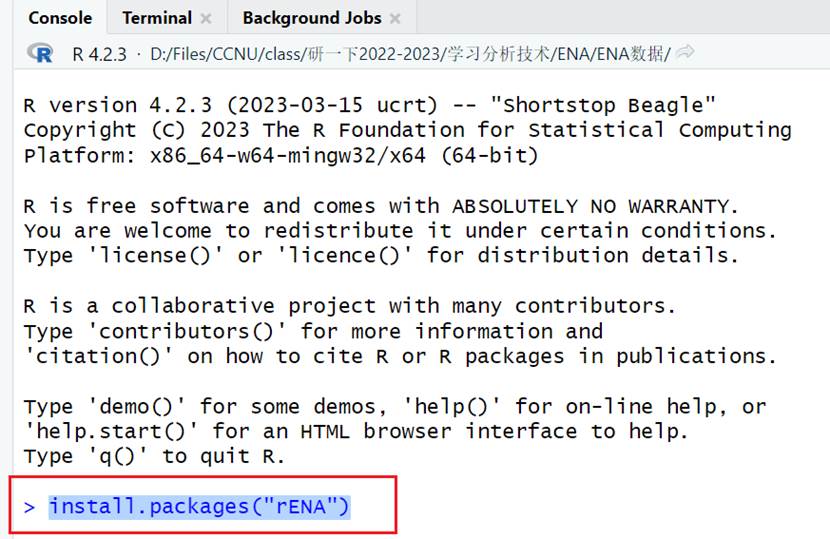 Console Terminal Background Jobs
R 4.2.3 · D:/Files/CCNU/class/研一下2022-2023/学习分析技术/ENA/ENA数据/
R version 4.2.3 (2023-03-15 ucrt) -- "Shortstop Beagle"
Copyright (C) 2023 The R Foundation for Statistical Computing
Platform: x86_64-w64-mingw32/x64 (64-bit)
R is free software and comes with ABSOLUTELY NO WARRANTY.
You are welcome to redistribute it under certain conditions.
Type 'license()' or 'licence()' for distribution details.
R is a collaborative project with many contributors.
Type 'contributors()' for more information and
'citation()' on how to cite R or R packages in publications.
Type 'demo()' for some demos, 'help()' for on-line help, or
'help.start()' for an HTML browser interface to help.
Type 'q()' to quit R.
> install.packages("rENA")